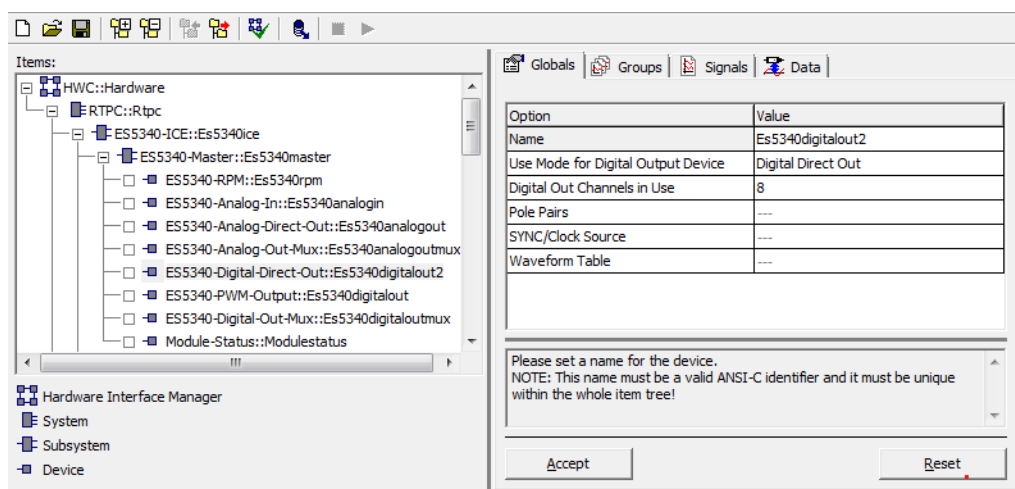 Items:
HWC::Hardware
RTPC::Rtpc
ES5340-ICE::Es5340ice
ES5340-Master::Es5340master
ES5340-RPM::Es5340rpm
ES5340-Analog-In::Es5340analogin
ES5340-Analog-Direct-Out::Es5340analogout
ES5340-Analog-Out-Mux::Es5340analogoutmux
ES5340-Digital-Direct-Out::Es5340digitalout2
ES5340-PWM-Output::Es5340digitalout
ES5340-Digital-Out-Mux::Es5340digitaloutmux
Module-Status::Modulestatus
Hardware Interface Manager
System
Subsystem
Device
Globals Groups Signals Data
Option Value
Name Es5340digitalout2
Use Mode for Digital Output Device Digital Direct Out
Digital Out Channels in Use 8
Pole Pairs ---
SYNC/Clock Source ---
Waveform Table ---
Please set a name for the device.
NOTE: This name must be a valid ANSI-C identifier and it must be unique
within the whole item tree!
Accept Reset